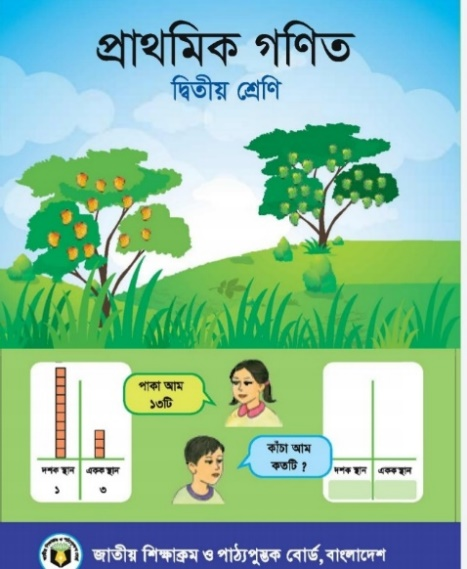 প্রাথমিক গণিত
দ্বিতীয় শ্রেণি
পাকা আম
১৩টি
কাঁচা আম
কতটি ?
দশক স্থান একক স্থান
১ ৩
দশক স্থান একক স্থান
জাতীয় শিক্ষাক্রম ও পাঠ্যপুস্তক বোর্ড, বাংলাদেশ